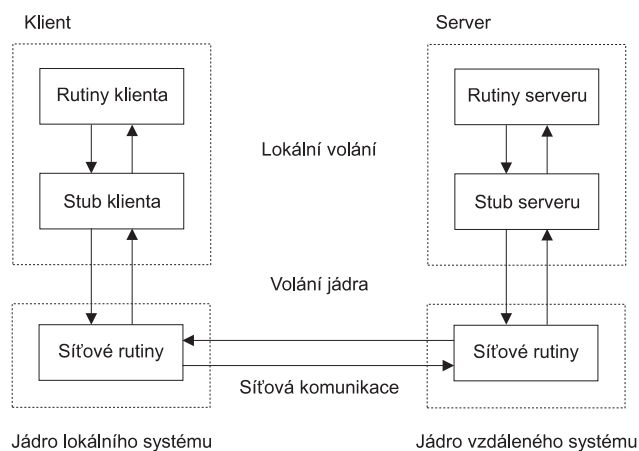 Klient
Server
Rutiny klienta
Rutiny serveru
Lokální volání
Stub klienta
Stub serveru
Volání jádra
Síťové rutiny
Síťové rutiny
Síťová komunikace
Jádro lokálního systému
Jádro vzdáleného systému